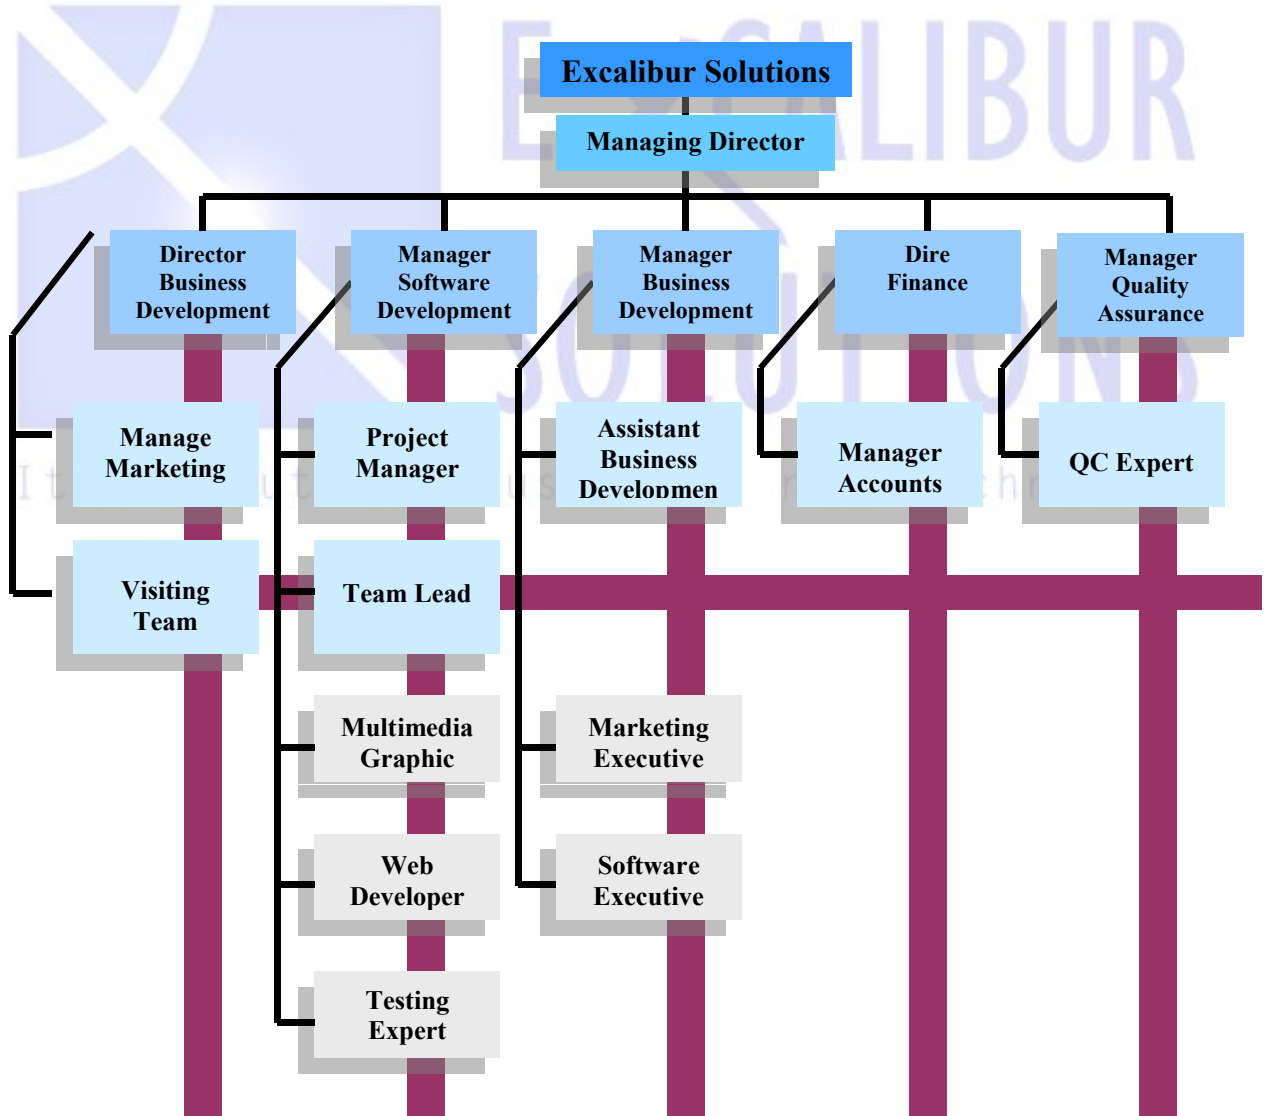 EXCALIBUR
SOLUTIONS
Excalibur Solutions
Managing Director
Director
Business
Development
Manager
Software
Development
Manager
Business
Development
Dire
Finance
Manager
Quality
Assurance
Manage
Marketing
Project
Manager
Assistant
Business
Developmen
Manager
Accounts
QC Expert
Visiting
Team
Team Lead
Multimedia
Graphic
Marketing
Executive
Web
Developer
Software
Executive
Testing
Expert